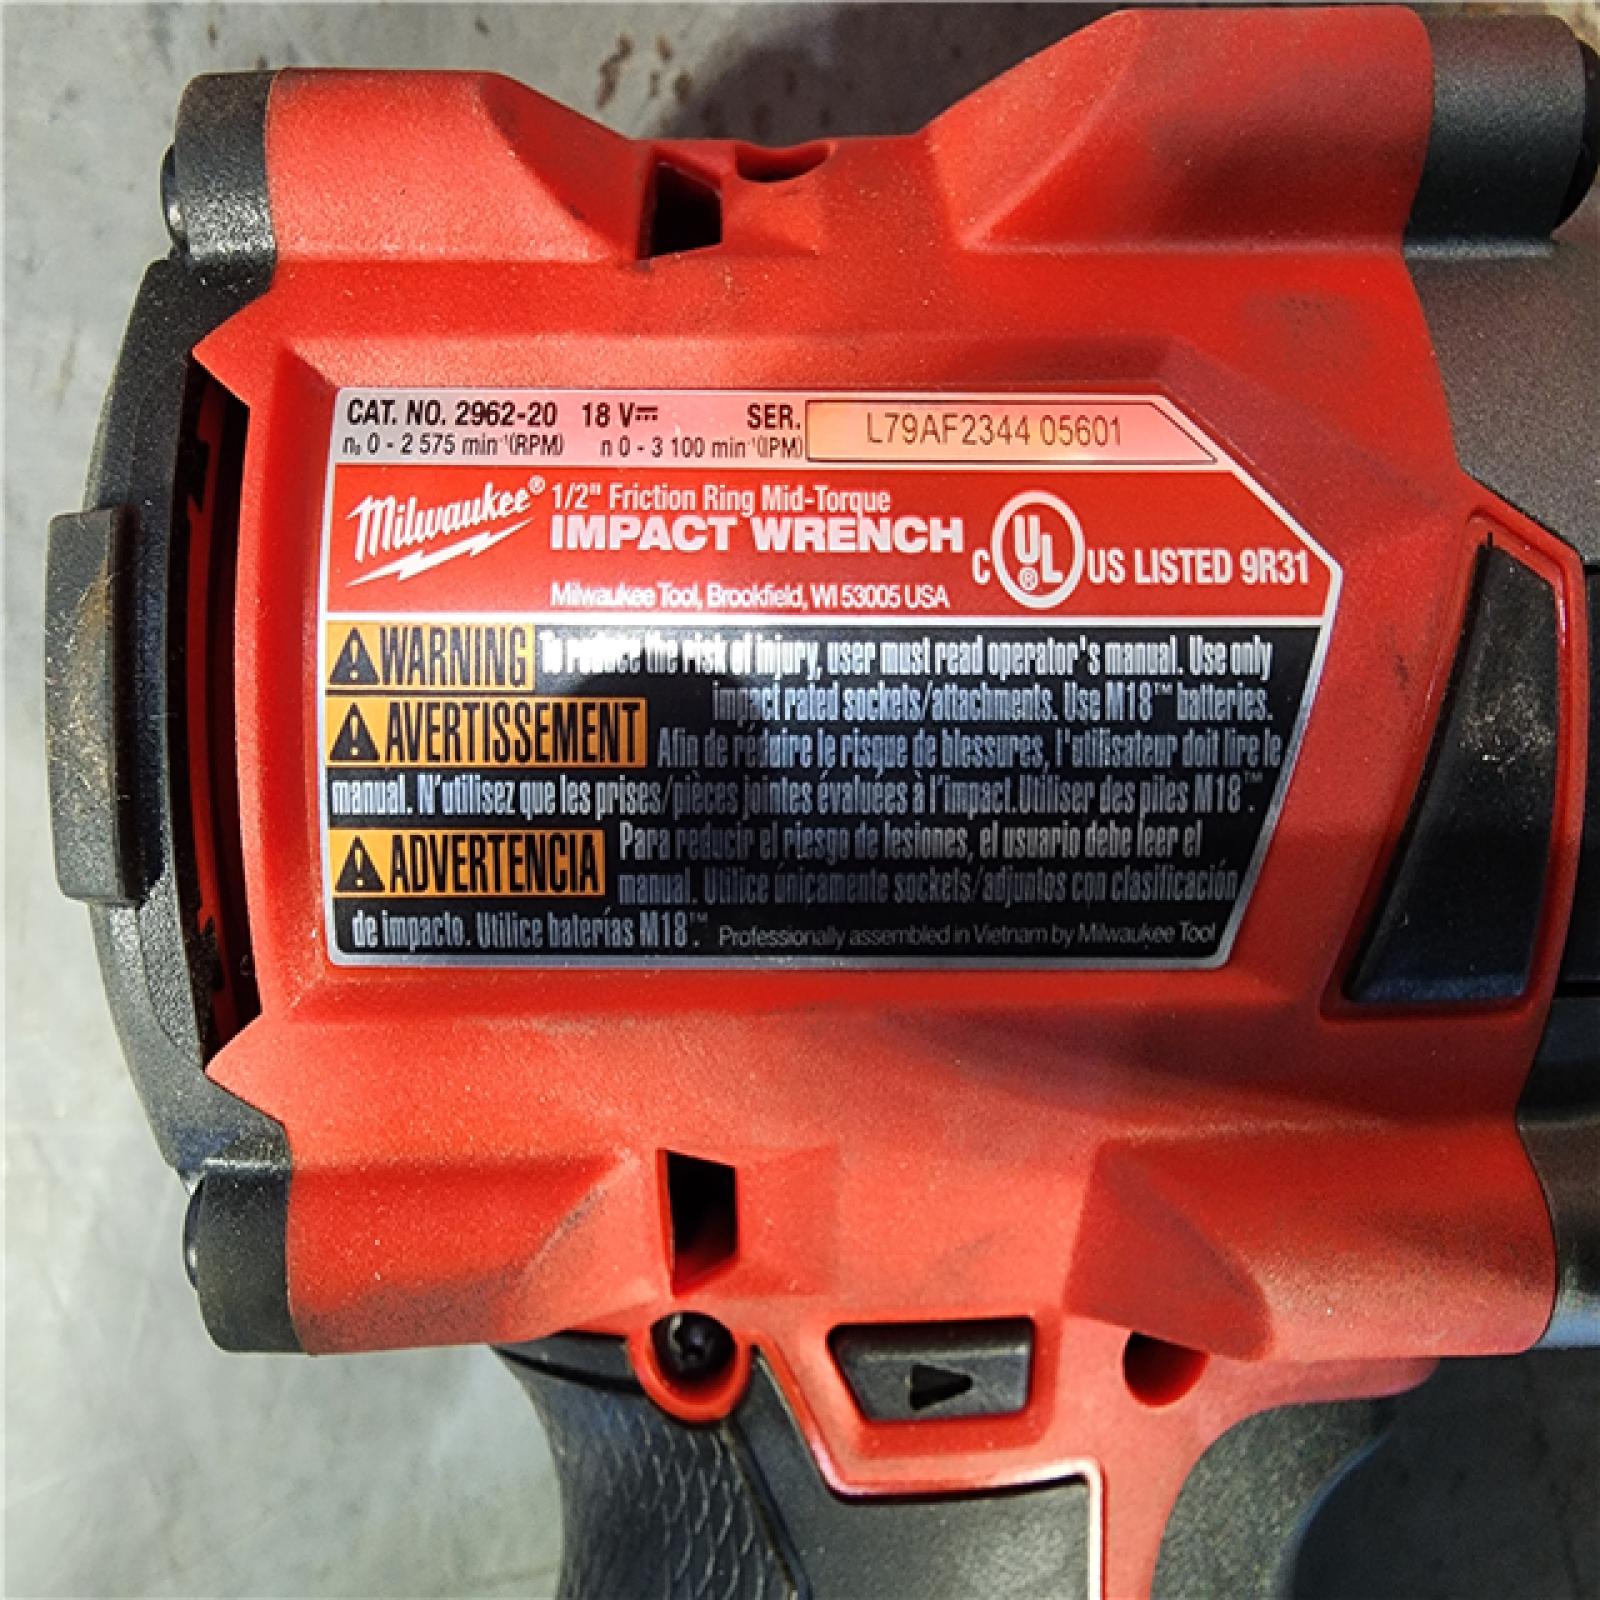 CAT. NO. 2962-20 18 V⎓ SER. L79AF2344 05601
n₀ 0 - 2 575 min⁻¹(RPM) n 0 - 3 100 min⁻¹(IPM)
Milwaukee® 1/2" Friction Ring Mid-Torque
IMPACT WRENCH
C UL® US LISTED 9R31
Milwaukee Tool, Brookfield, WI 53005 USA
⚠WARNING To reduce the risk of injury, user must read operator's manual. Use only
impact rated sockets/attachments. Use M18™ batteries.
⚠AVERTISSEMENT Afin de réduire le risque de blessures, l'utilisateur doit lire le
manual. N'utilisez que les prises/pièces jointes évaluées à l'impact. Utiliser des piles M18™.
⚠ADVERTENCIA Para reducir el riesgo de lesiones, el usuario debe leer el
manual. Utilice únicamente sockets/adjuntos con clasificación
de impacto. Utilice baterías M18™. Professionally assembled in Vietnam by Milwaukee Tool